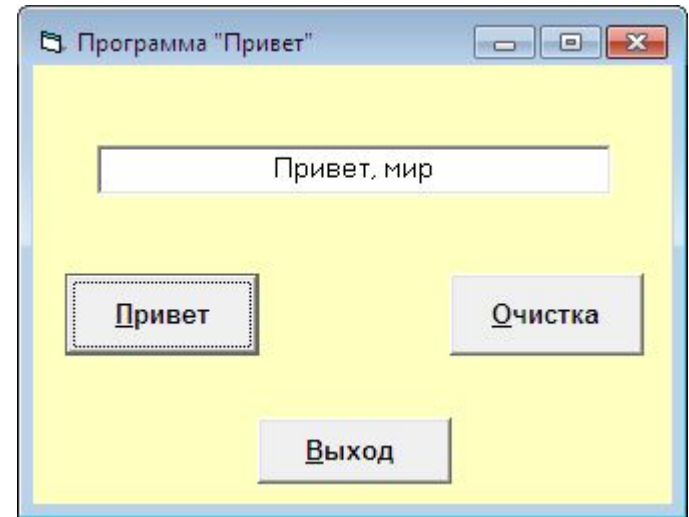 Программа "Привет"
Привет, мир
Привет
Очистка
Выход